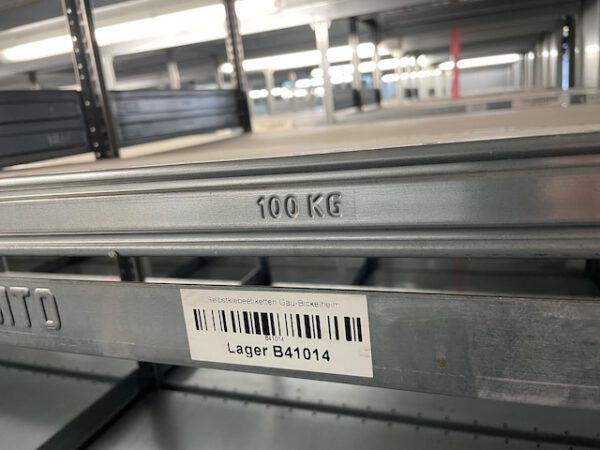 100 KG
Selbstklebeetiketten Gau-Bickelheim
B41014
Lager B41014